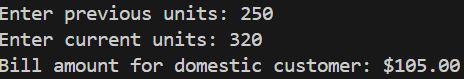 Enter previous units: 250
Enter current units: 320
Bill amount for domestic customer: $105.00